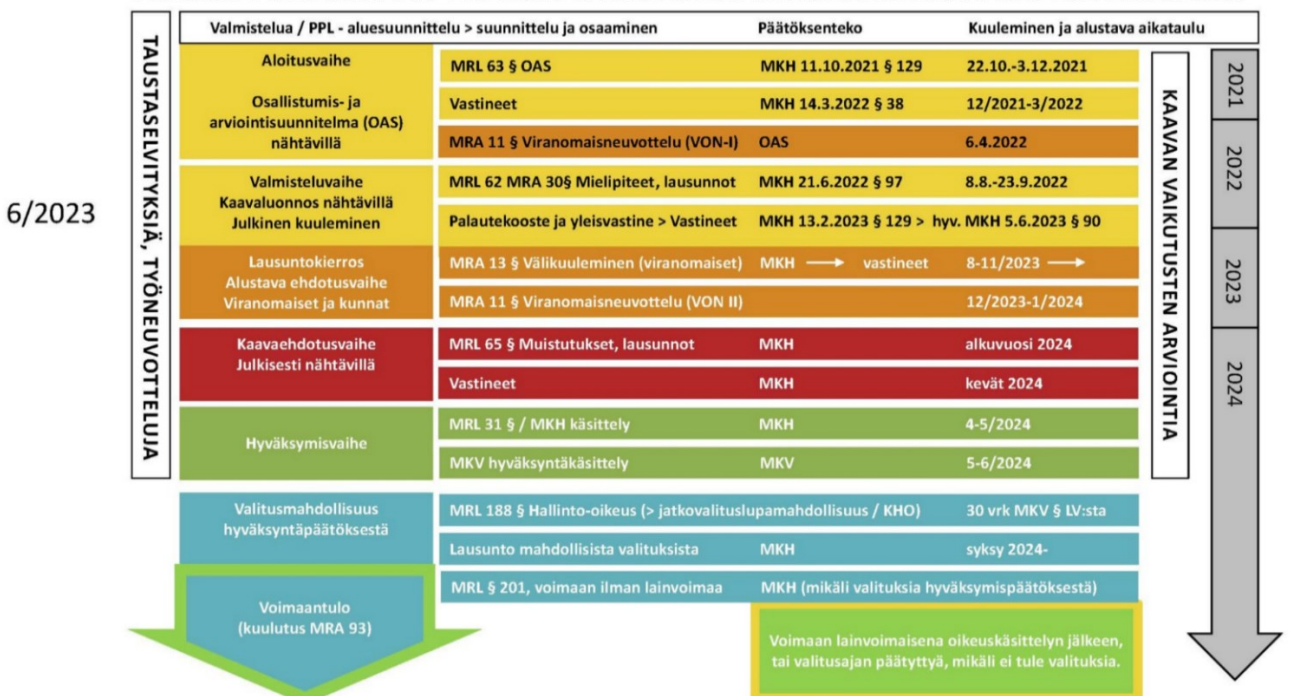 Valmistelua / PPL - aluesuunnittelu > suunnittelu ja osaaminen Päätöksenteko Kuuleminen ja alustava aikataulu
6/2023
TAUSTASELVITYKSIÄ, TYÖNEUVOTTELUJA
Aloitusvaihe
Osallistumis- ja
arviointisuunnitelma (OAS)
nähtävillä
MRL 63 § OAS MKH 11.10.2021 § 129 22.10.-3.12.2021
Vastineet MKH 14.3.2022 § 38 12/2021-3/2022
MRA 11 § Viranomaisneuvottelu (VON-I) OAS 6.4.2022
Valmisteluvaihe
Kaavaluonnos nähtävillä
Julkinen kuuleminen
MRL 62 MRA 30§ Mielipiteet, lausunnot MKH 21.6.2022 § 97 8.8.-23.9.2022
Palautekooste ja yleisvastine > Vastineet MKH 13.2.2023 § 129 > hyv. MKH 5.6.2023 § 90
Lausuntokierros
Alustava ehdotusvaihe
Viranomaiset ja kunnat
MRA 13 § Välikuuleminen (viranomaiset) MKH → vastineet 8-11/2023 →
MRA 11 § Viranomaisneuvottelu (VON II) 12/2023-1/2024
Kaavaehdotusvaihe
Julkisesti nähtävillä
MRL 65 § Muistutukset, lausunnot MKH alkuvuosi 2024
Vastineet MKH kevät 2024
Hyväksymisvaihe
MRL 31 § / MKH käsittely MKH 4-5/2024
MKV hyväksyntäkäsittely MKV 5-6/2024
Valitusmahdollisuus
hyväksyntäpäätöksestä
MRL 188 § Hallinto-oikeus (> jatkovalituslupamahdollisuus / KHO) 30 vrk MKV § LV:sta
Lausunto mahdollisista valituksista MKH syksy 2024-
MRL § 201, voimaan ilman lainvoimaa MKH (mikäli valituksia hyväksymispäätöksestä)
Voimaantulo
(kuulutus MRA 93)
Voimaan lainvoimaisena oikeuskäsittelyn jälkeen,
tai valitusajan päätyttyä, mikäli ei tule valituksia.
KAAVAN VAIKUTUSTEN ARVIOINTIA
2021
2022
2023
2024